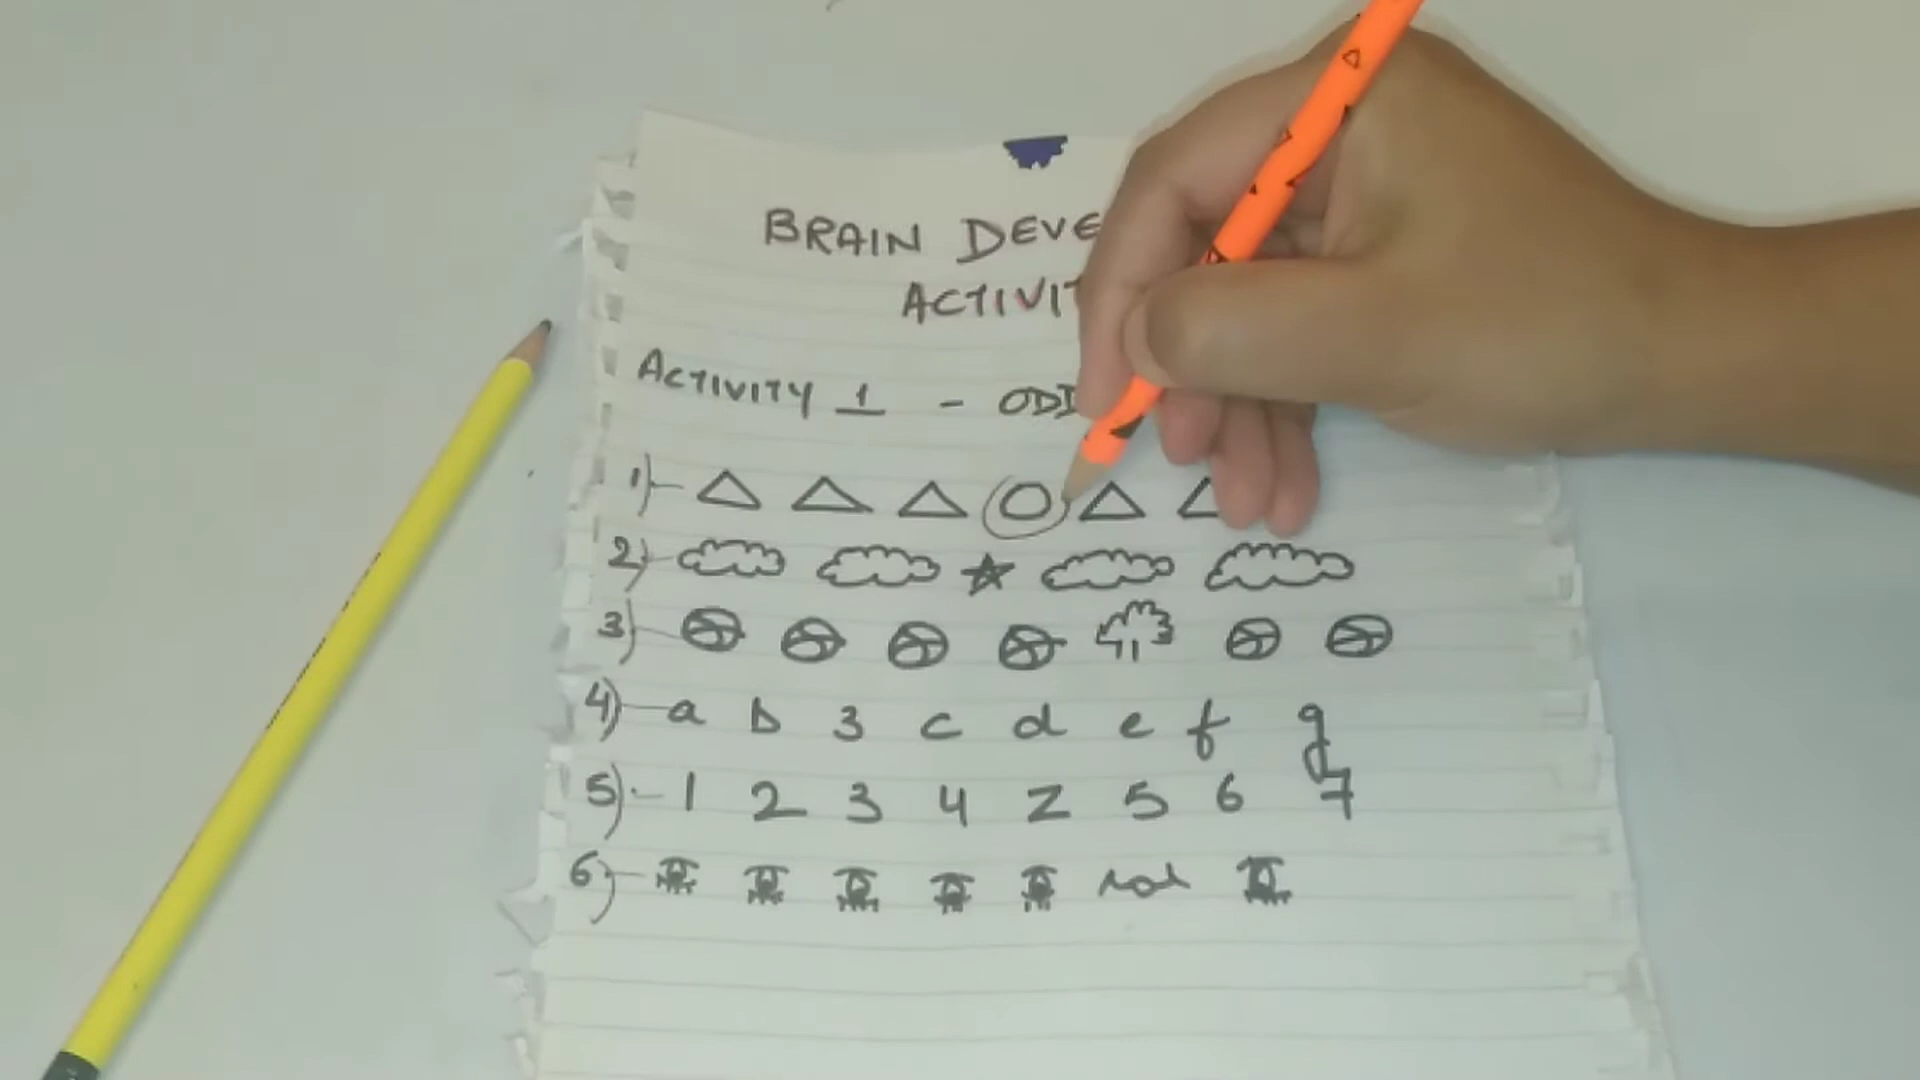 BRAIN DEVE
ACTIVIT
ACTIVITY 1 - ODD
1)
2)
3)
4) a b 3 c d e f g
5) 1 2 3 4 Z 5 6 7
6)